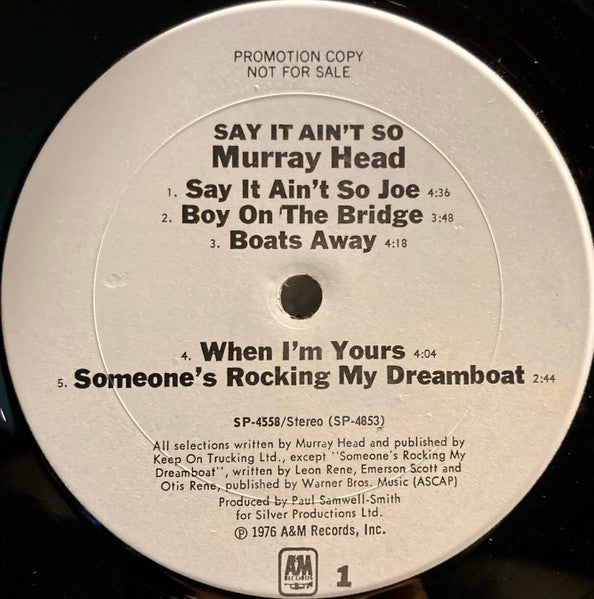 PROMOTION COPY
NOT FOR SALE
SAY IT AIN'T SO
Murray Head
1. Say It Ain't So Joe 4:36
2. Boy On The Bridge 3:48
3. Boats Away 4:18
4. When I'm Yours 4:04
5. Someone's Rocking My Dreamboat 2:44
SP-4558/Stereo (SP-4853)
All selections written by Murray Head and published by
Keep On Trucking Ltd., except "Someone's Rocking My
Dreamboat", written by Leon Rene, Emerson Scott and
Otis Rene, published by Warner Bros. Music (ASCAP)
Produced by Paul Samwell-Smith
for Silver Productions Ltd.
℗ 1976 A&M Records, Inc.
A&M
RECORDS
1